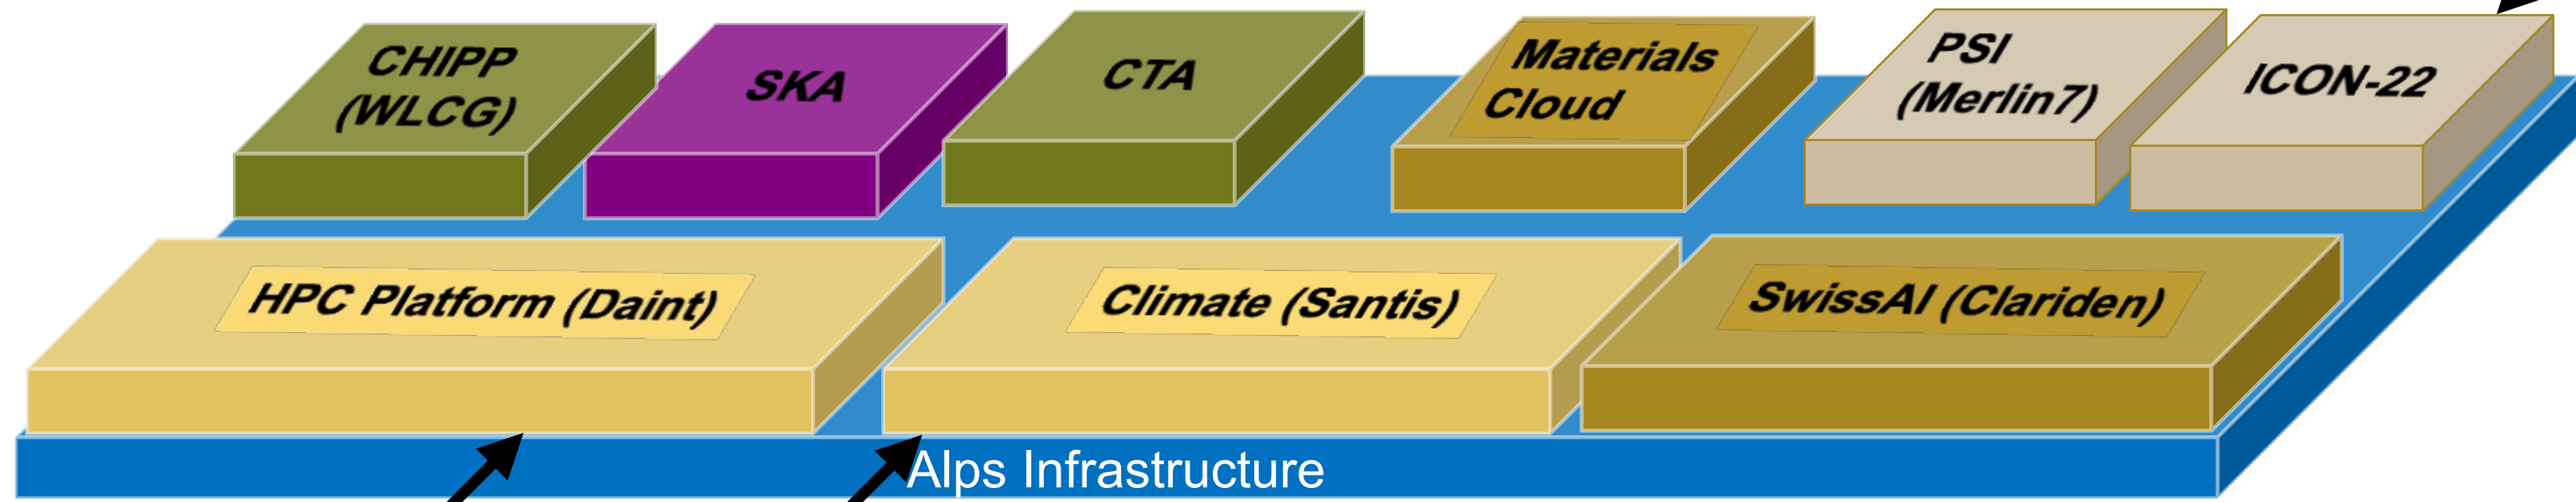 CHIPP
(WLCG)
SKA
CTA
Materials
Cloud
PSI
(Merlin7)
ICON-22
HPC Platform (Daint)
Climate (Santis)
SwissAI (Clariden)
Alps Infrastructure